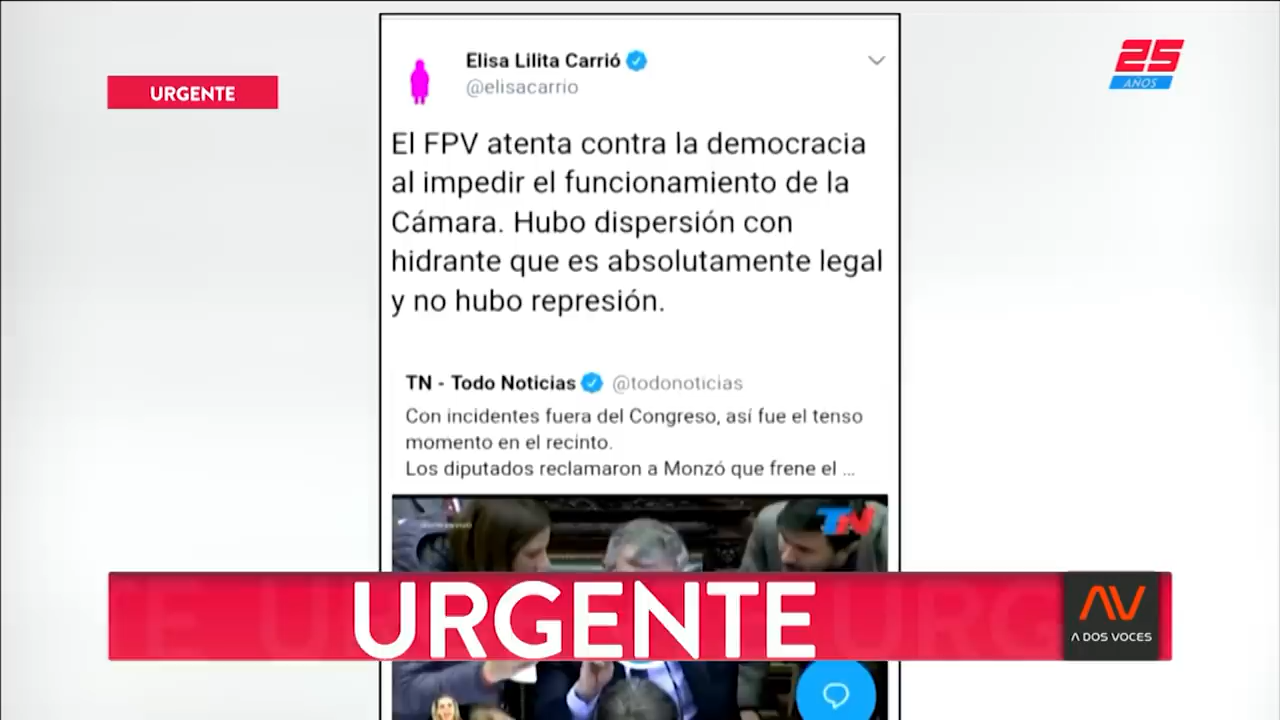 URGENTE
25
AÑOS
Elisa Lilita Carrió
@elisacarrio
El FPV atenta contra la democracia
al impedir el funcionamiento de la
Cámara. Hubo dispersión con
hidrante que es absolutamente legal
y no hubo represión.
TN - Todo Noticias @todonoticias
Con incidentes fuera del Congreso, así fue el tenso
momento en el recinto.
Los diputados reclamaron a Monzó que frene el ...
TN
URGENTE
AV
A DOS VOCES